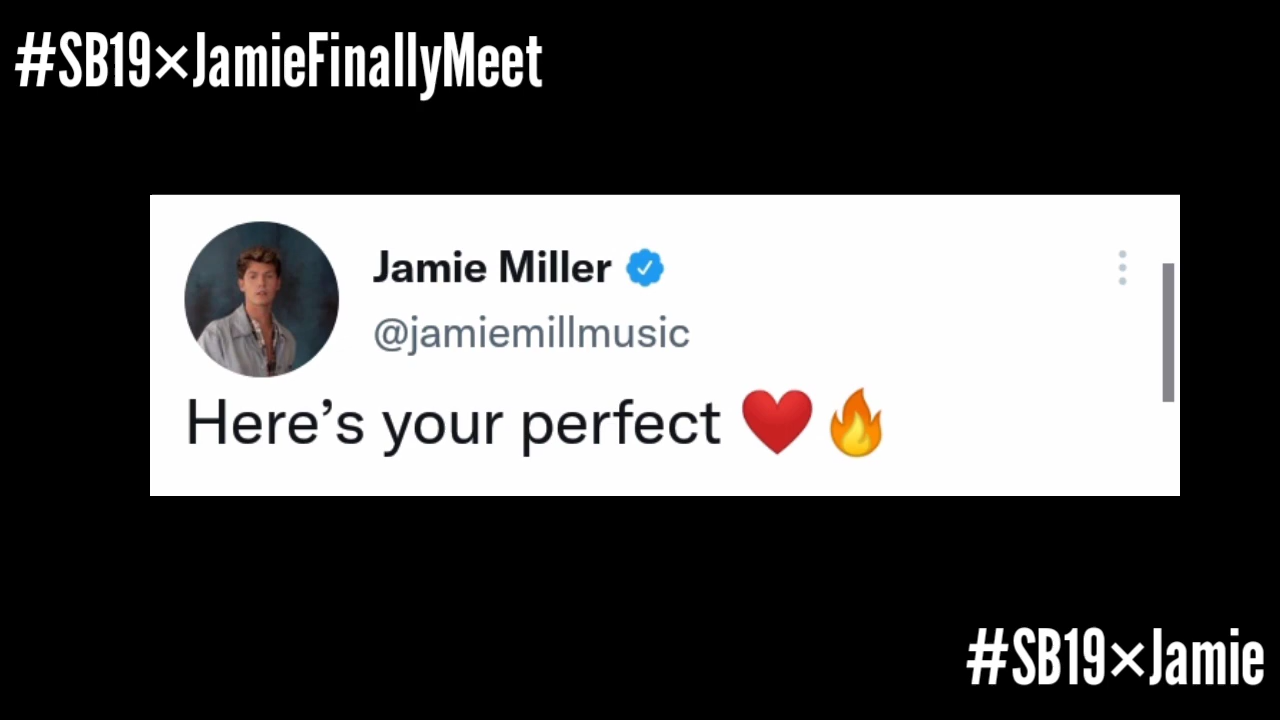 #SB19×JamieFinallyMeet
Jamie Miller
@jamiemillmusic
Here’s your perfect ❤️🔥
#SB19×Jamie